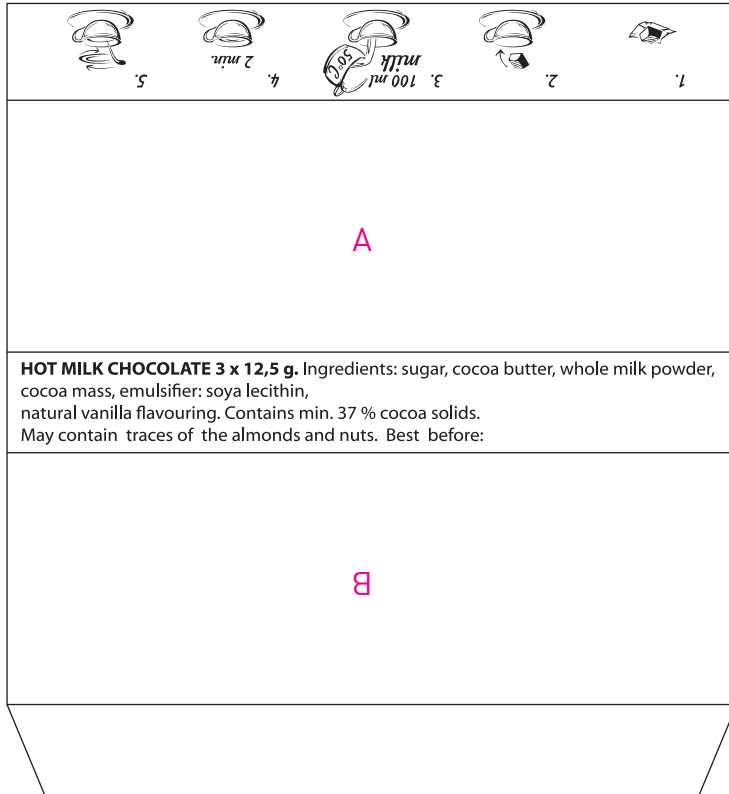 1.
2.
3. 100 ml
milk
50°C
4.
2 min.
5.
A
HOT MILK CHOCOLATE 3 x 12,5 g. Ingredients: sugar, cocoa butter, whole milk powder,
cocoa mass, emulsifier: soya lecithin,
natural vanilla flavouring. Contains min. 37 % cocoa solids.
May contain traces of the almonds and nuts. Best before:
B